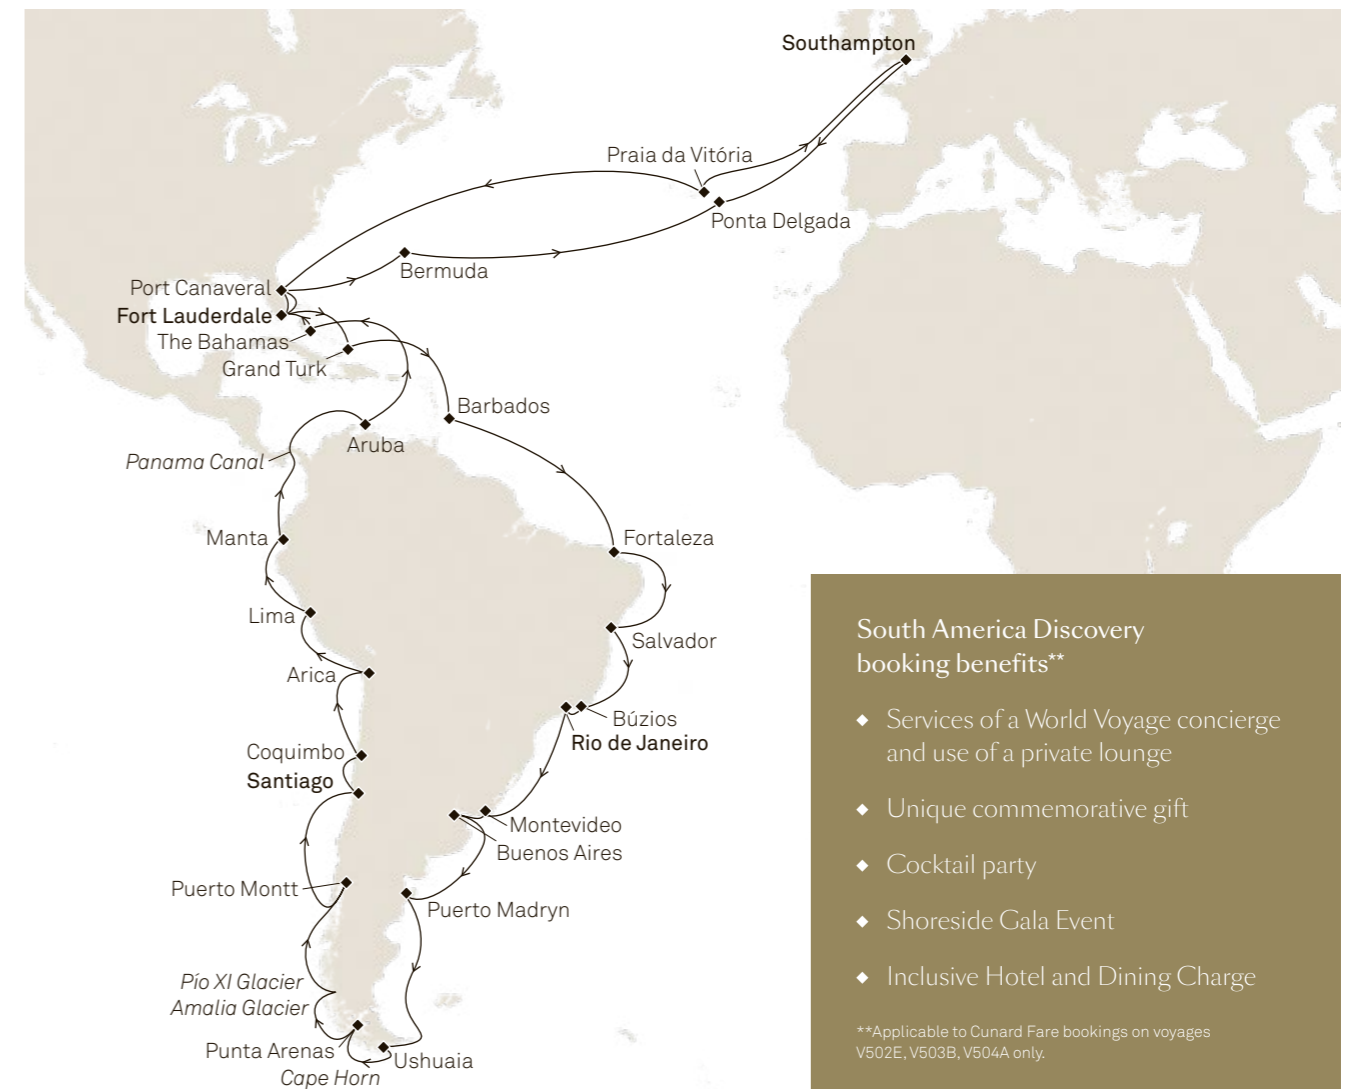 Southampton
Praia da Vitória
Ponta Delgada
Bermuda
Port Canaveral
Fort Lauderdale
The Bahamas
Grand Turk
Barbados
Aruba
Panama Canal
Manta
Fortaleza
Lima
Salvador
Arica
Búzios
Rio de Janeiro
Coquimbo
Santiago
Montevideo
Buenos Aires
Puerto Montt
Puerto Madryn
Pío XI Glacier
Amalia Glacier
Punta Arenas
Ushuaia
Cape Horn
South America Discovery
booking benefits**
◆ Services of a World Voyage concierge
and use of a private lounge
◆ Unique commemorative gift
◆ Cocktail party
◆ Shoreside Gala Event
◆ Inclusive Hotel and Dining Charge
**Applicable to Cunard Fare bookings on voyages
V502E, V503B, V504A only.